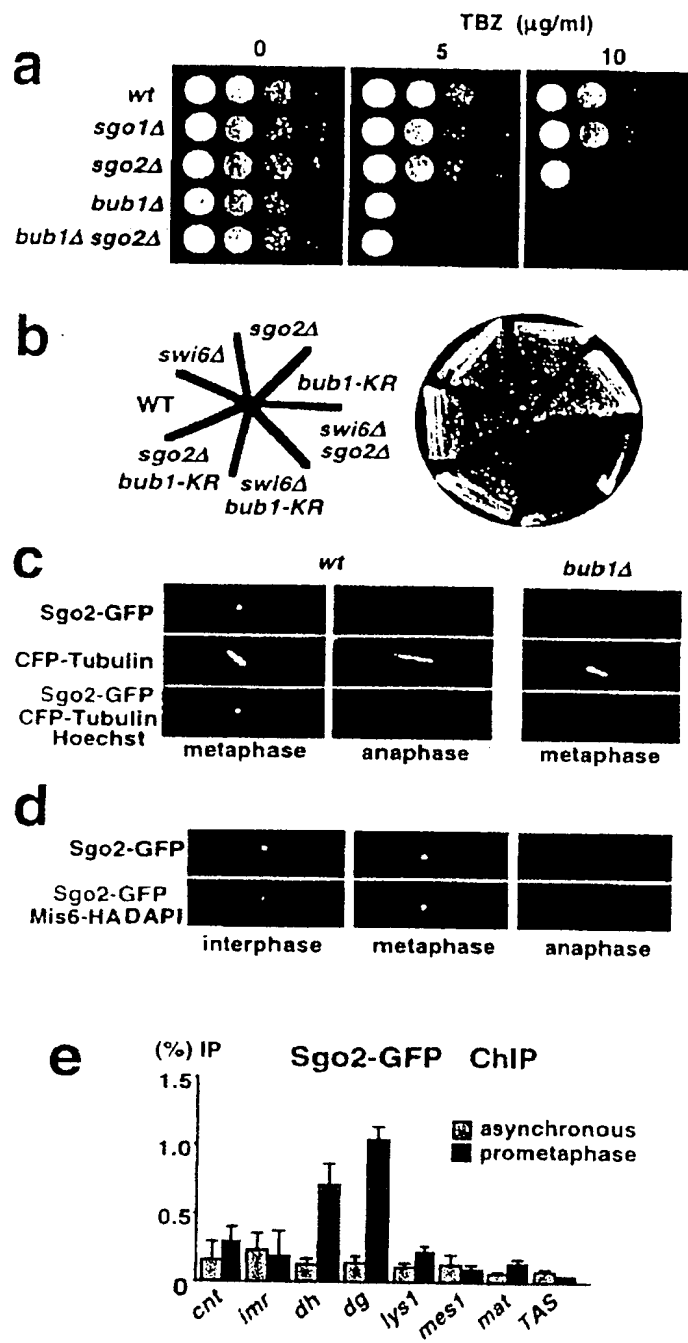 TBZ (μg/ml)
a 0 5 10
wt
sgo1Δ
sgo2Δ
bub1Δ
bub1Δ sgo2Δ
b
sgo2Δ
swi6Δ
bub1-KR
WT
swi6Δ
sgo2Δ
sgo2Δ
bub1-KR
swi6Δ
bub1-KR
c wt bub1Δ
Sgo2-GFP
CFP-Tubulin
Sgo2-GFP
CFP-Tubulin
Hoechst
metaphase anaphase metaphase
d
Sgo2-GFP
Sgo2-GFP
Mis6-HADAPI
interphase metaphase anaphase
e (%) IP Sgo2-GFP ChIP
1.5
asynchronous
1.0
prometaphase
0.5
0
cnt imr dh dg lys1 mes1 mat TAS